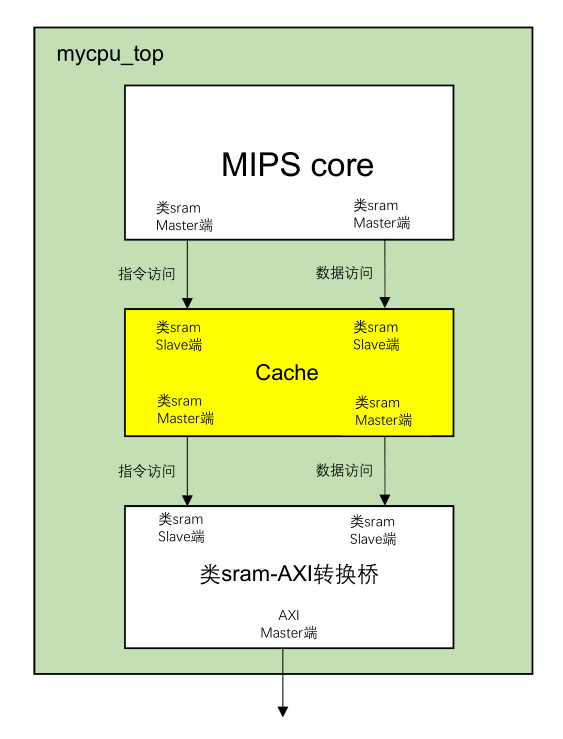 mycpu_top
MIPS core
类sram
Master端
类sram
Master端
指令访问
数据访问
类sram
Slave端
类sram
Slave端
Cache
类sram
Master端
类sram
Master端
指令访问
数据访问
类sram
Slave端
类sram
Slave端
类sram-AXI转换桥
AXI
Master端